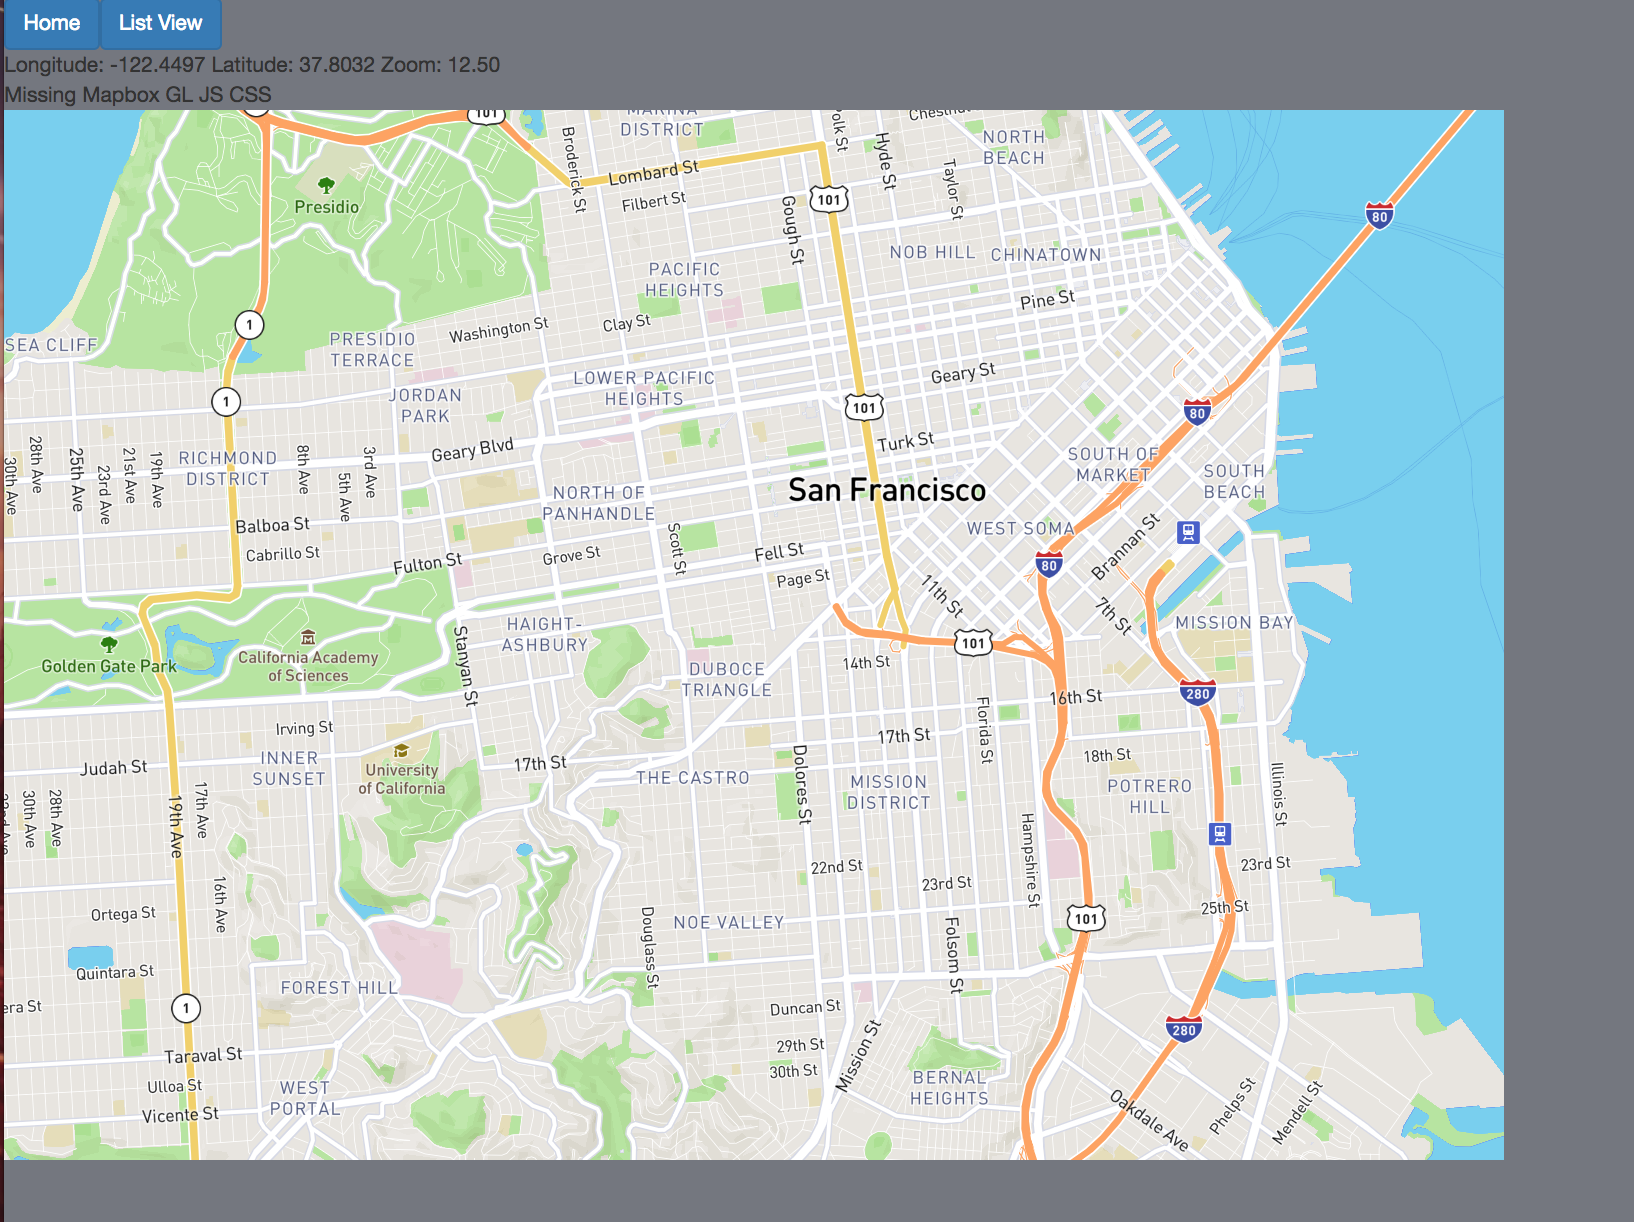 Home List View
Longitude: -122.4497 Latitude: 37.8032 Zoom: 12.50
Missing Mapbox GL JS CSS
101
MARINA
DISTRICT
Broderick St
Lombard St
Filbert St
Hyde St
Taylor St
NORTH
BEACH
Presidio
Gough St
101
80
NOB HILL
CHINATOWN
PACIFIC
HEIGHTS
Pine St
Washington St
Clay St
1
SEA CLIFF
PRESIDIO
TERRACE
Geary St
LOWER PACIFIC
HEIGHTS
JORDAN
PARK
1
101
80
Turk St
Geary Blvd
SOUTH OF
MARKET
SOUTH
BEACH
30th Ave
28th Ave
25th Ave
23rd Ave
21st Ave
19th Ave
RICHMOND
DISTRICT
8th Ave
5th Ave
3rd Ave
San Francisco
NORTH OF
PANHANDLE
Balboa St
WEST SOMA
Brannan St
Cabrillo St
Fulton St
Grove St
Scott St
Fell St
Page St
80
11th St
7th St
MISSION BAY
HAIGHT-
ASHBURY
Stanyan St
101
Golden Gate Park
California Academy
of Sciences
14th St
DUBOCE
TRIANGLE
280
16th St
Irving St
Florida St
17th St
INNER
SUNSET
Judah St
University
of California
17th St
THE CASTRO
Dolores St
MISSION
DISTRICT
18th St
POTRERO
HILL
Illinois St
30th Ave
28th Ave
19th Ave
17th Ave
Hampshire St
22nd St
23rd St
23rd St
Ortega St
16th Ave
NOE VALLEY
Douglass St
Folsom St
101
25th St
Quintara St
FOREST HILL
1
Duncan St
280
29th St
30th St
Mission St
Taraval St
Ulloa St
Vicente St
WEST
PORTAL
BERNAL
HEIGHTS
Oakdale Ave
Phelps St
Mendell St